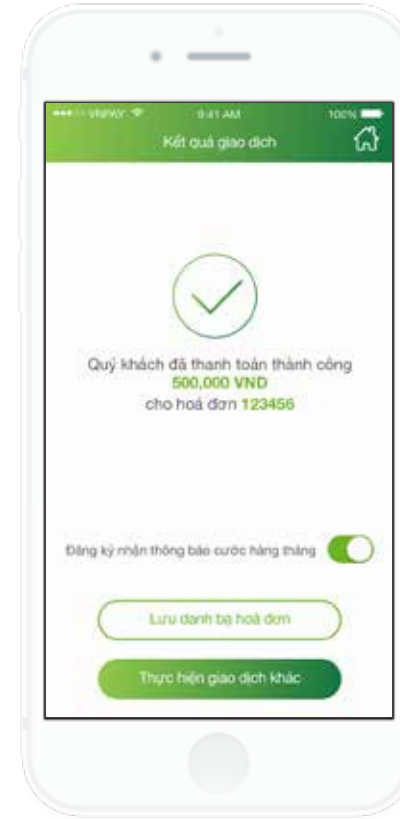 9:41 AM 100%
Kết quả giao dịch
Quý khách đã thanh toán thành công
500,000 VND
cho hoá đơn 123456
Đăng ký nhận thông báo cước hàng tháng
Lưu danh bạ hoá đơn
Thực hiện giao dịch khác